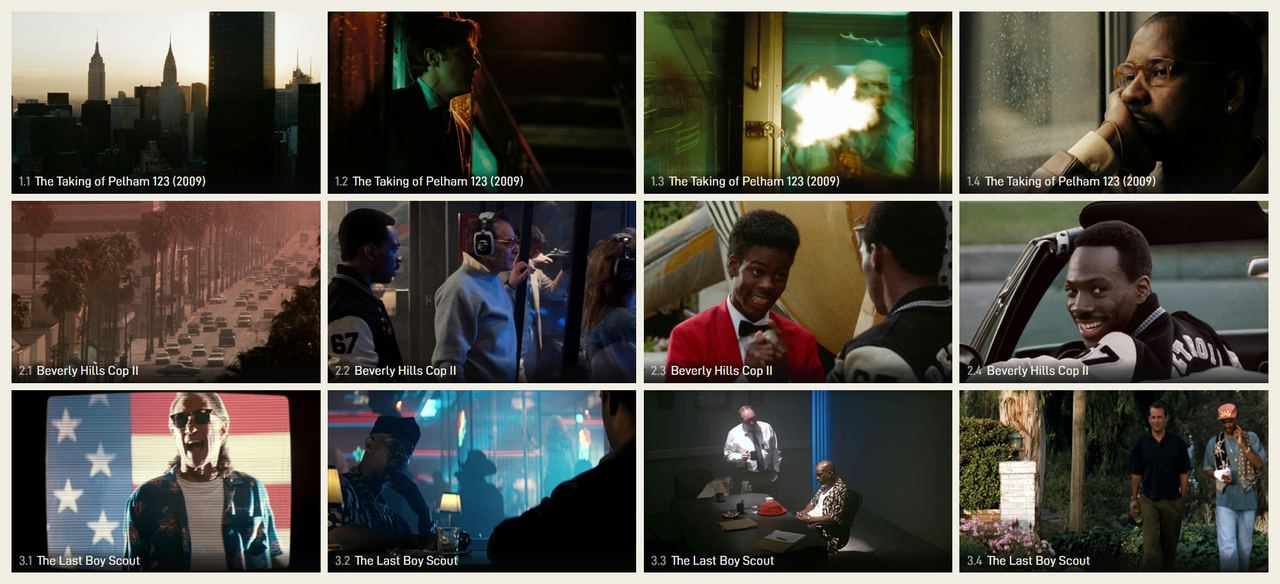 1.1 The Taking of Pelham 123 (2009)
1.2 The Taking of Pelham 123 (2009)
1.3 The Taking of Pelham 123 (2009)
1.4 The Taking of Pelham 123 (2009)
2.1 Beverly Hills Cop II
67
2.2 Beverly Hills Cop II
2.3 Beverly Hills Cop II
7
2.4 Beverly Hills Cop II
3.1 The Last Boy Scout
3.2 The Last Boy Scout
3.3 The Last Boy Scout
3.4 The Last Boy Scout